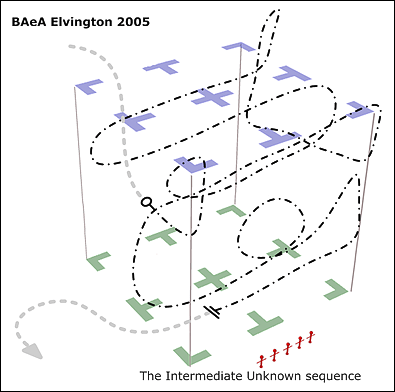 BAeA Elvington 2005
The Intermediate Unknown sequence